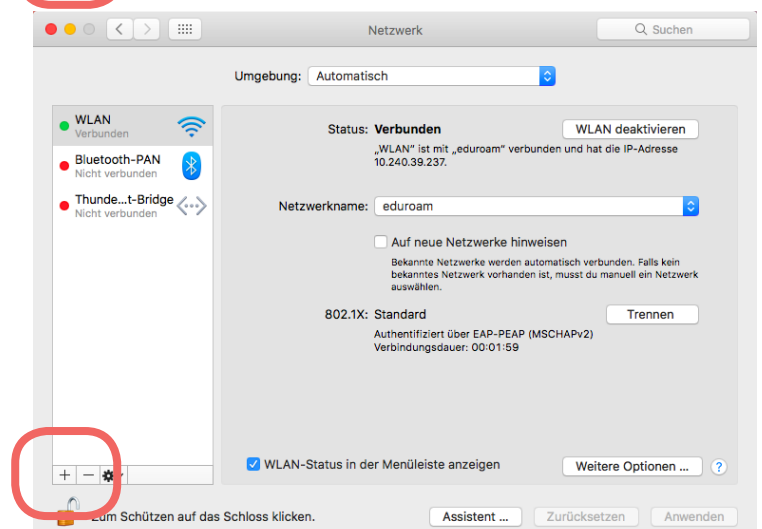 Netzwerk
Suchen
Umgebung: Automatisch
WLAN
Verbunden
Bluetooth-PAN
Nicht verbunden
Thunde...t-Bridge
Nicht verbunden
Status: Verbunden
WLAN deaktivieren
„WLAN“ ist mit „eduroam“ verbunden und hat die IP-Adresse
10.240.39.237.
Netzwerkname: eduroam
Auf neue Netzwerke hinweisen
Bekannte Netzwerke werden automatisch verbunden. Falls kein
bekanntes Netzwerk vorhanden ist, musst du manuell ein Netzwerk
auswählen.
802.1X: Standard
Trennen
Authentifiziert über EAP-PEAP (MSCHAPv2)
Verbindungsdauer: 00:01:59
WLAN-Status in der Menüleiste anzeigen
Weitere Optionen ... ?
Zum Schützen auf das Schloss klicken.
Assistent ... Zurücksetzen Anwenden